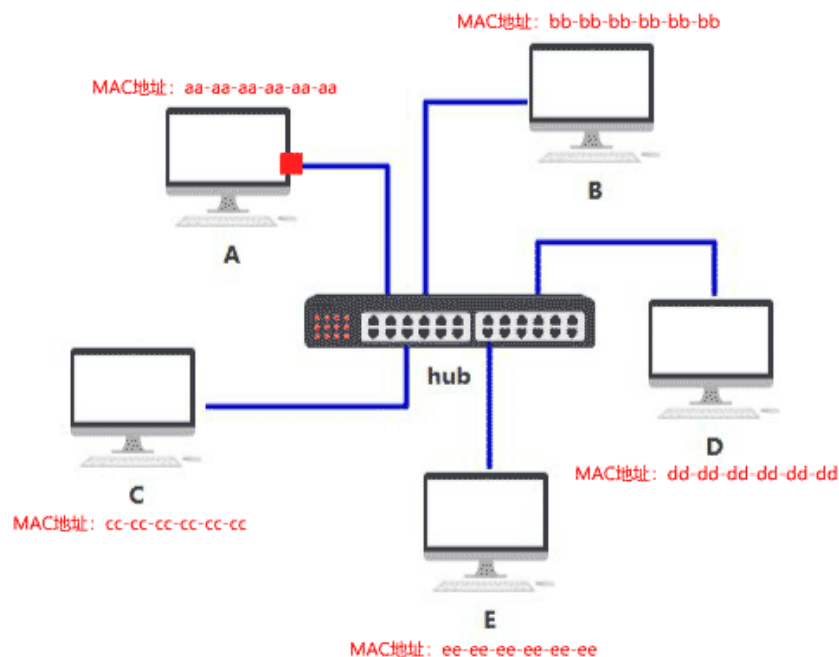 MAC地址：bb-bb-bb-bb-bb-bb
MAC地址：aa-aa-aa-aa-aa-aa
B
A
hub
D
MAC地址：dd-dd-dd-dd-dd-dd
C
MAC地址：cc-cc-cc-cc-cc-cc
E
MAC地址：ee-ee-ee-ee-ee-ee